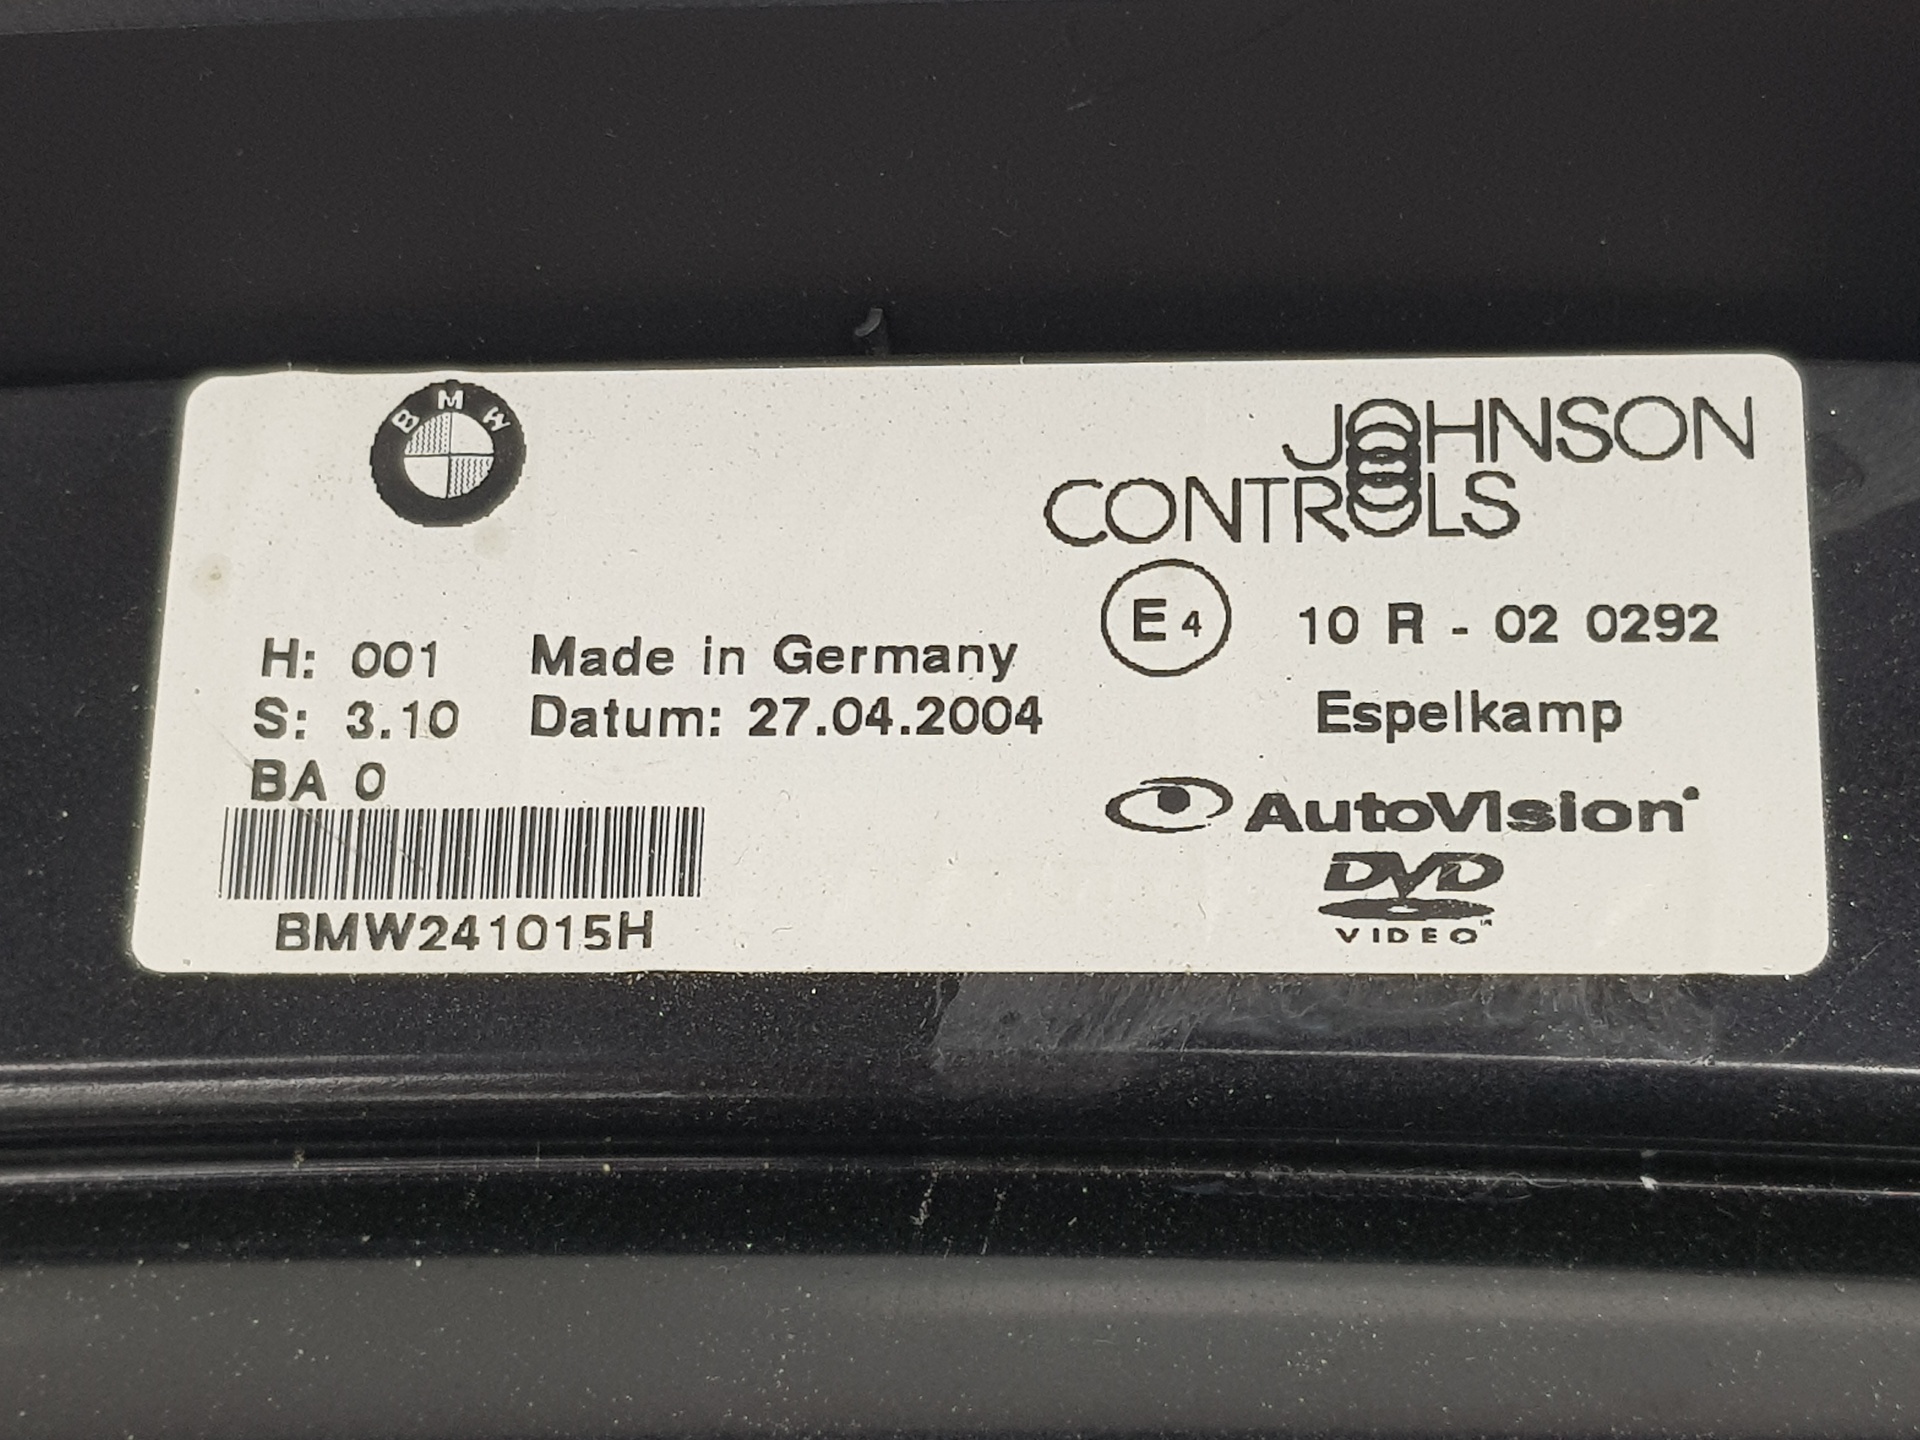 BMW
JOHNSON
CONTROLS
E4 10 R - 02 0292
H: 001 Made in Germany
S: 3.10 Datum: 27.04.2004
Espelkamp
BA 0
AutoVision
BMW241015H
DVD
VIDEO